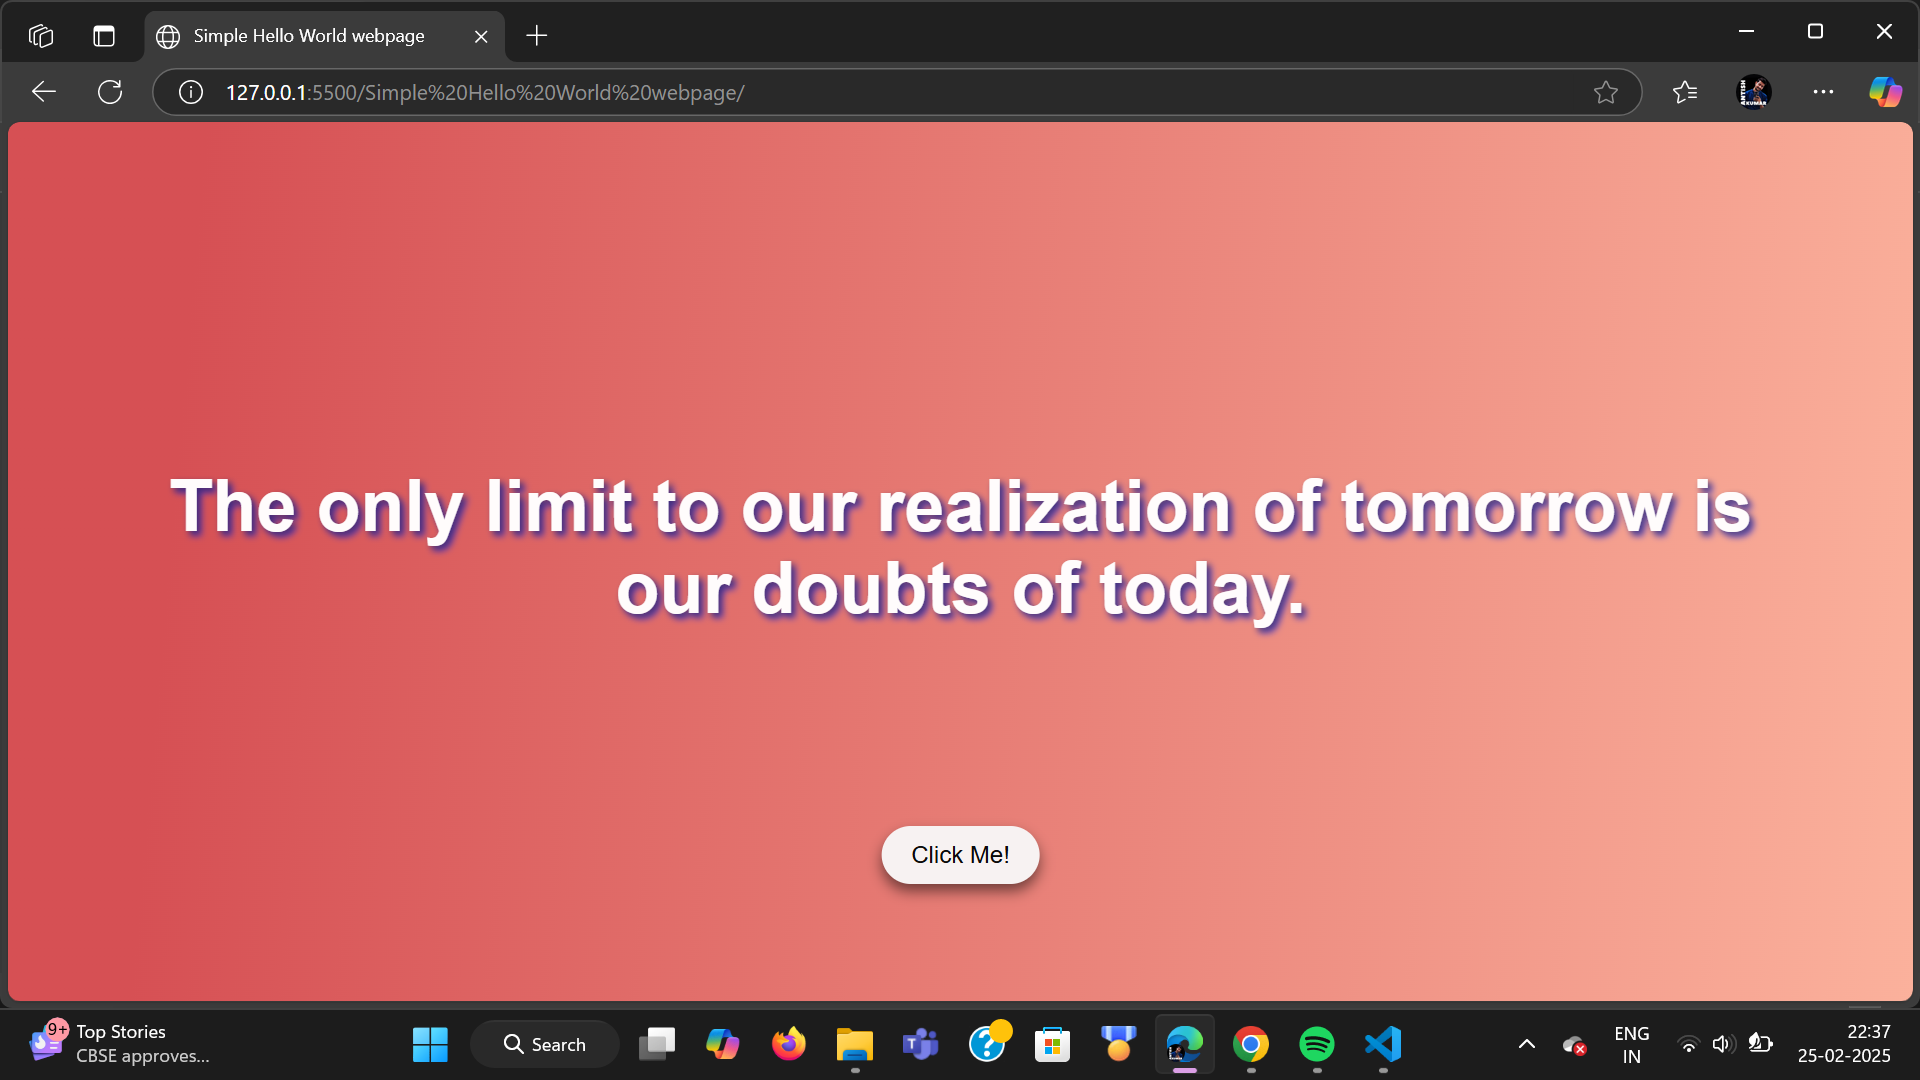 Simple Hello World webpage
127.0.0.1:5500/Simple%20Hello%20World%20webpage/
The only limit to our realization of tomorrow is
our doubts of today.
Click Me!
9+
Top Stories
CBSE approves...
Search
ENG
IN
22:37
25-02-2025